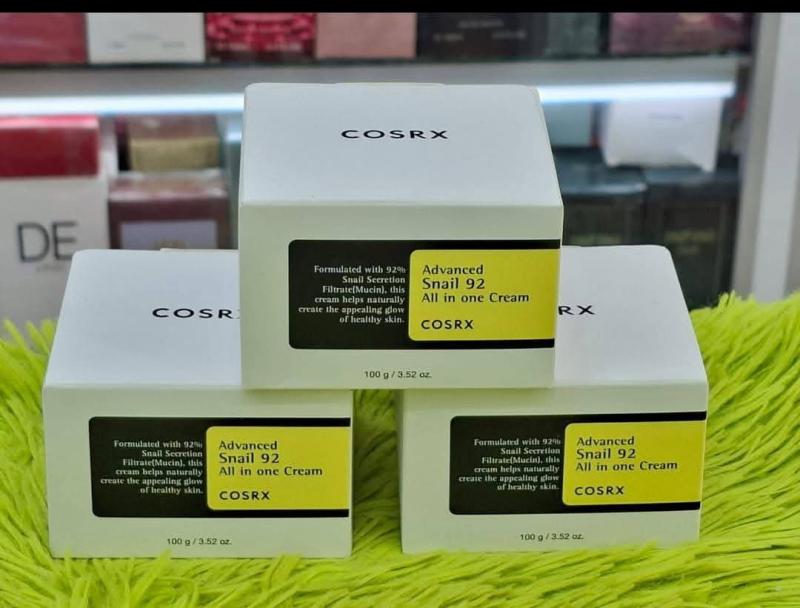 COSRX
Formulated with 92%
Snail Secretion
Filtrate(Mucin), this
cream helps naturally
create the appealing glow
of healthy skin.
Advanced
Snail 92
All in one Cream
COSRX
100 g / 3.52 oz.
DE
COSR
Formulated with 92%
Snail Secretion
Filtrate(Mucin), this
cream helps naturally
create the appealing glow
of healthy skin.
Advanced
Snail 92
All in one Cream
COSRX
100 g / 3.52 oz.
RX
Formulated with 92%
Snail Secretion
Filtrate(Mucin), this
cream helps naturally
create the appealing glow
of healthy skin.
Advanced
Snail 92
All in one Cream
COSRX
100 g / 3.52 oz.